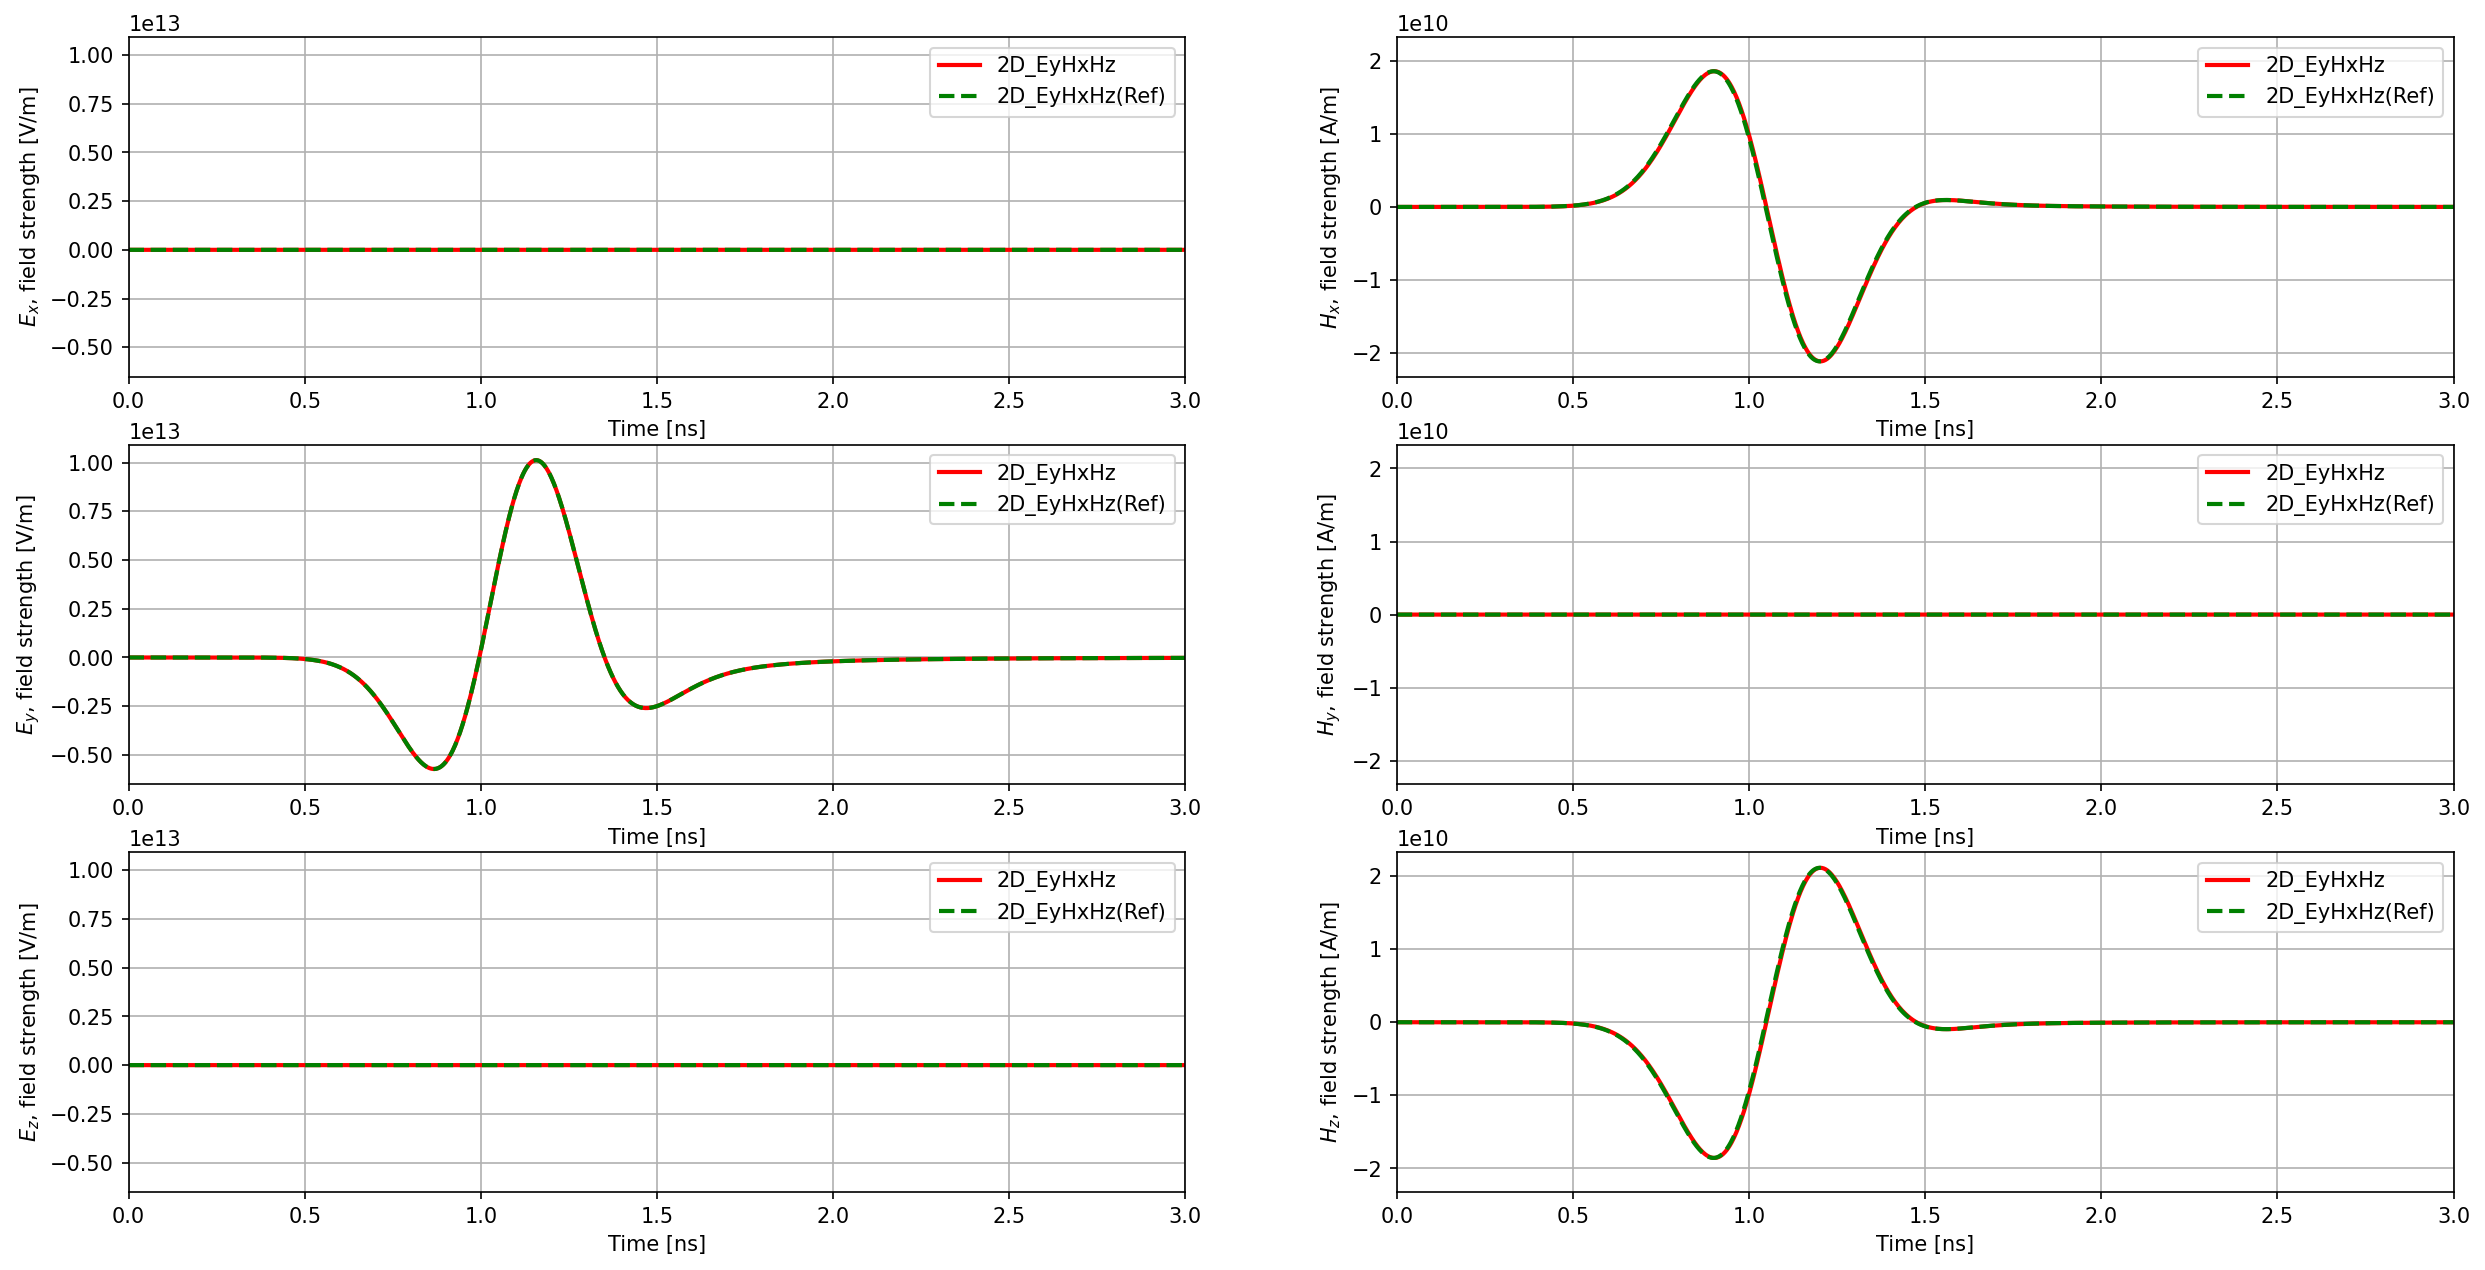 1e13
1.00
0.75
0.50
0.25
0.00
−0.25
−0.50
Ex, field strength [V/m]
2D_EyHxHz
2D_EyHxHz(Ref)
0.0 0.5 1.0 1.5 2.0 2.5 3.0
Time [ns]
1e10
2
1
0
−1
−2
Hx, field strength [A/m]
2D_EyHxHz
2D_EyHxHz(Ref)
0.0 0.5 1.0 1.5 2.0 2.5 3.0
Time [ns]
1e13
1.00
0.75
0.50
0.25
0.00
−0.25
−0.50
Ey, field strength [V/m]
2D_EyHxHz
2D_EyHxHz(Ref)
0.0 0.5 1.0 1.5 2.0 2.5 3.0
Time [ns]
1e10
2
1
0
−1
−2
Hy, field strength [A/m]
2D_EyHxHz
2D_EyHxHz(Ref)
0.0 0.5 1.0 1.5 2.0 2.5 3.0
Time [ns]
1e13
1.00
0.75
0.50
0.25
0.00
−0.25
−0.50
Ez, field strength [V/m]
2D_EyHxHz
2D_EyHxHz(Ref)
0.0 0.5 1.0 1.5 2.0 2.5 3.0
Time [ns]
1e10
2
1
0
−1
−2
Hz, field strength [A/m]
2D_EyHxHz
2D_EyHxHz(Ref)
0.0 0.5 1.0 1.5 2.0 2.5 3.0
Time [ns]